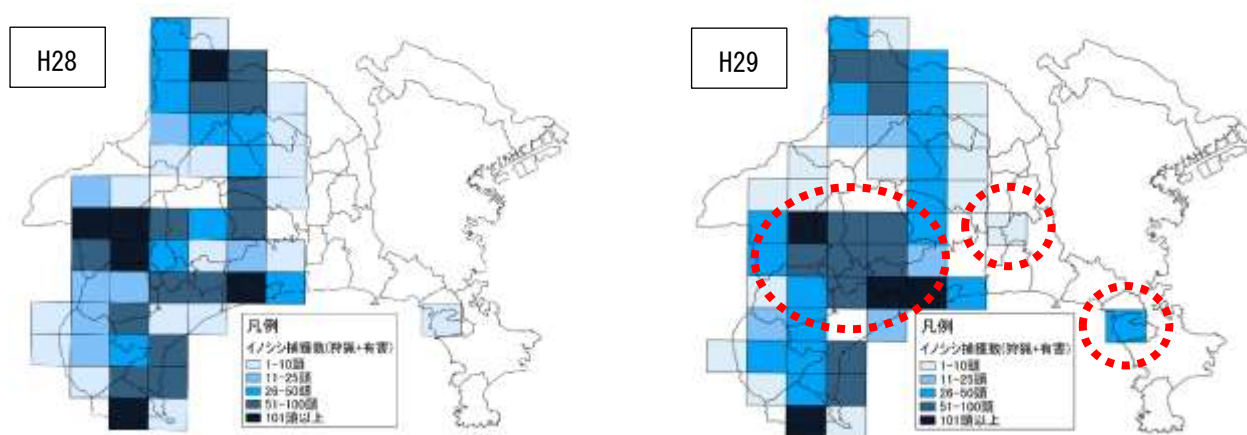 H28
凡例
イノシシ捕獲数(狩猟+有害)
1-10頭
11-25頭
26-50頭
51-100頭
101頭以上
H29
凡例
イノシシ捕獲数(狩猟+有害)
1-10頭
11-25頭
26-50頭
51-100頭
101頭以上